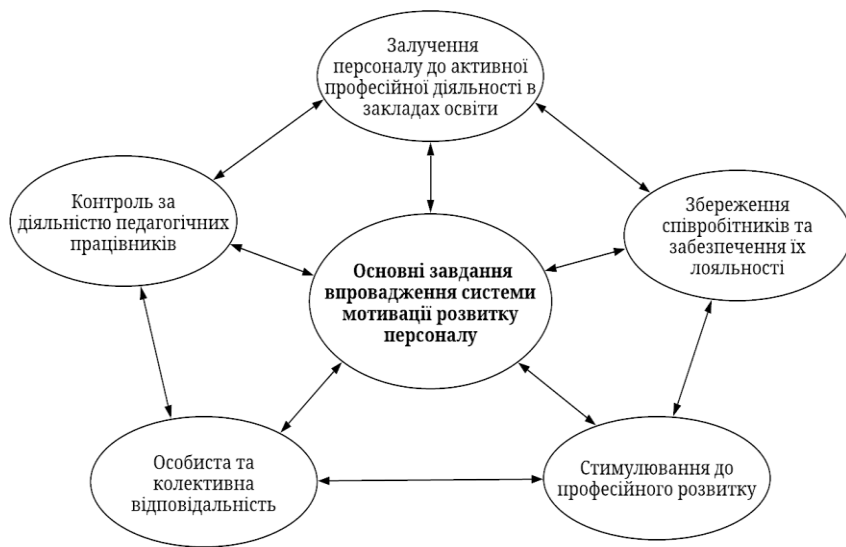 Залучення
персоналу до активної
професійної діяльності в
закладах освіти
Контроль за
діяльністю педагогічних
працівників
Збереження
співробітників та
забезпечення їх
лояльності
Основні завдання
впровадження системи
мотивації розвитку
персоналу
Особиста та
колективна
відповідальність
Стимулювання до
професійного розвитку